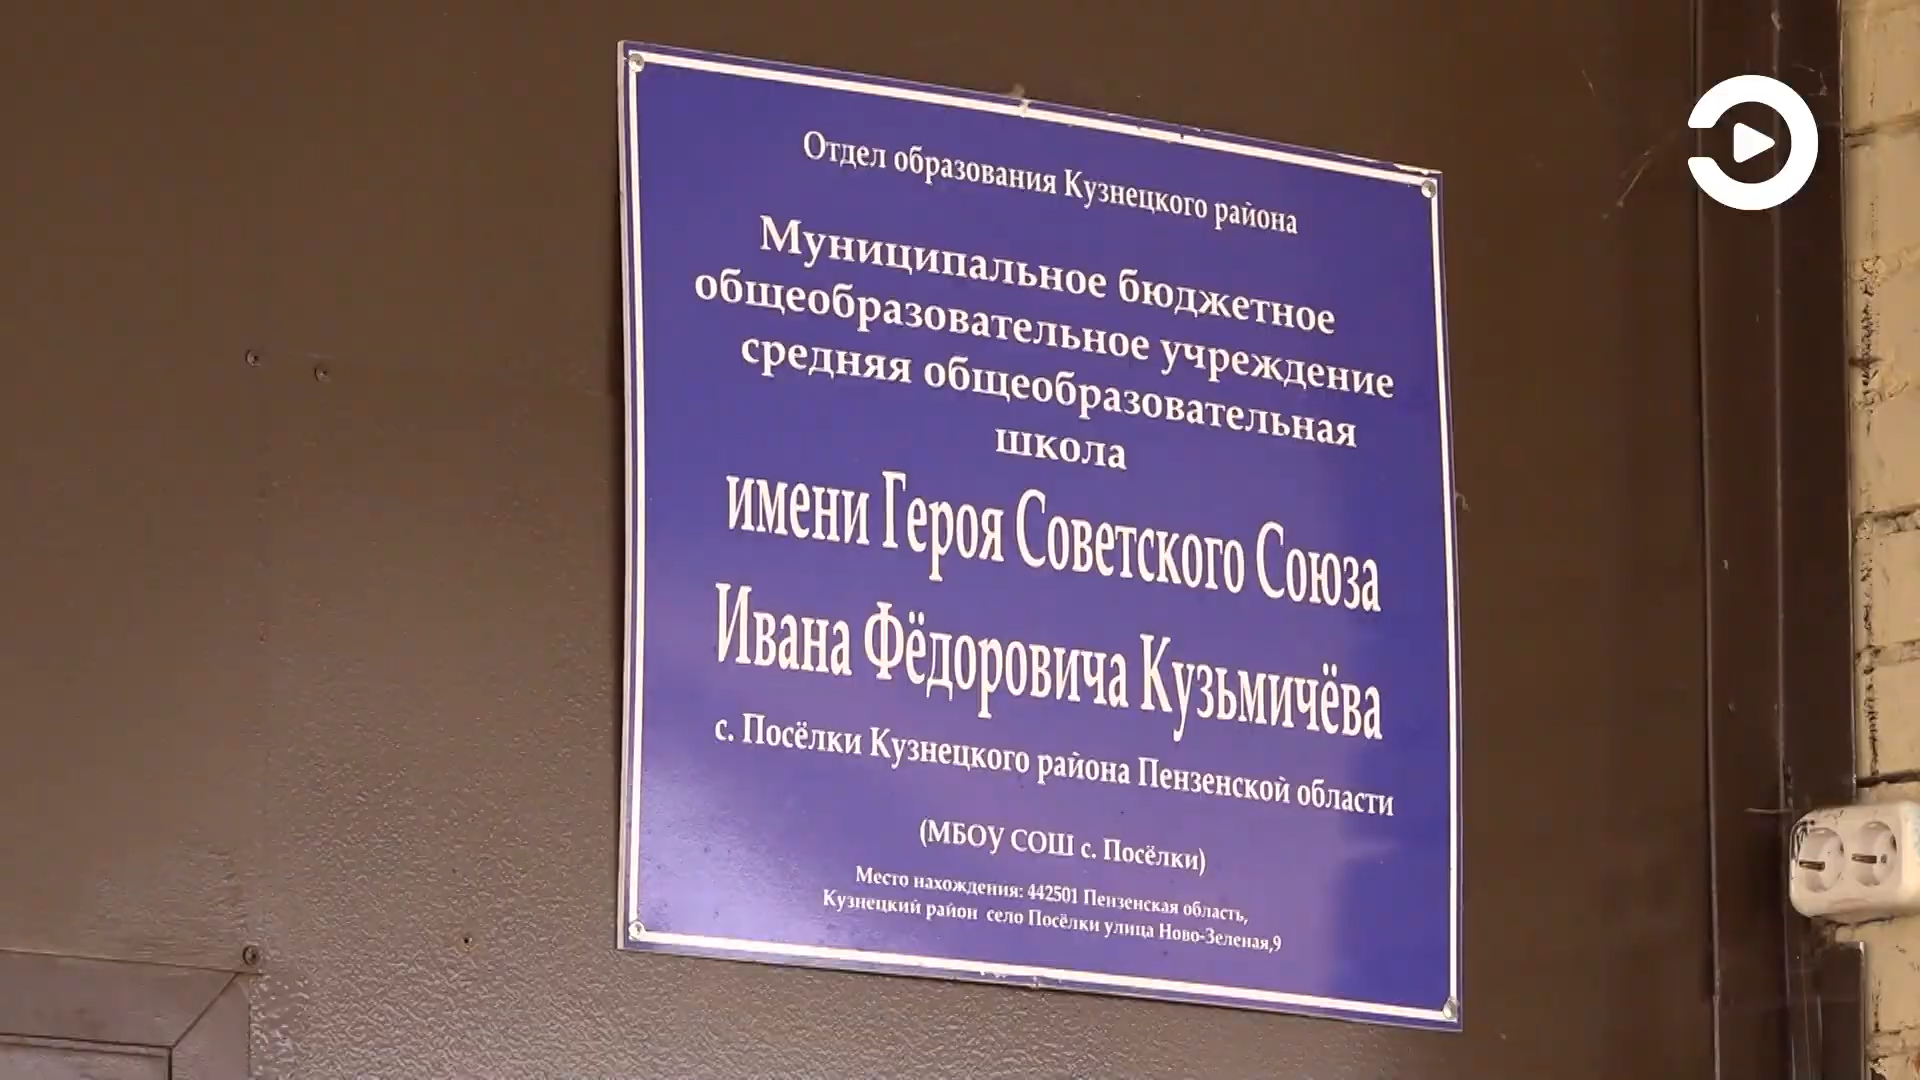 Отдел образования Кузнецкого района
Муниципальное бюджетное
общеобразовательное учреждение
средняя общеобразовательная
школа
имени Героя Советского Союза
Ивана Фёдоровича Кузьмичёва
с. Посёлки Кузнецкого района Пензенской области
(МБОУ СОШ с. Посёлки)
Место нахождения: 442501 Пензенская область,
Кузнецкий район село Посёлки улица Ново-Зеленая,9